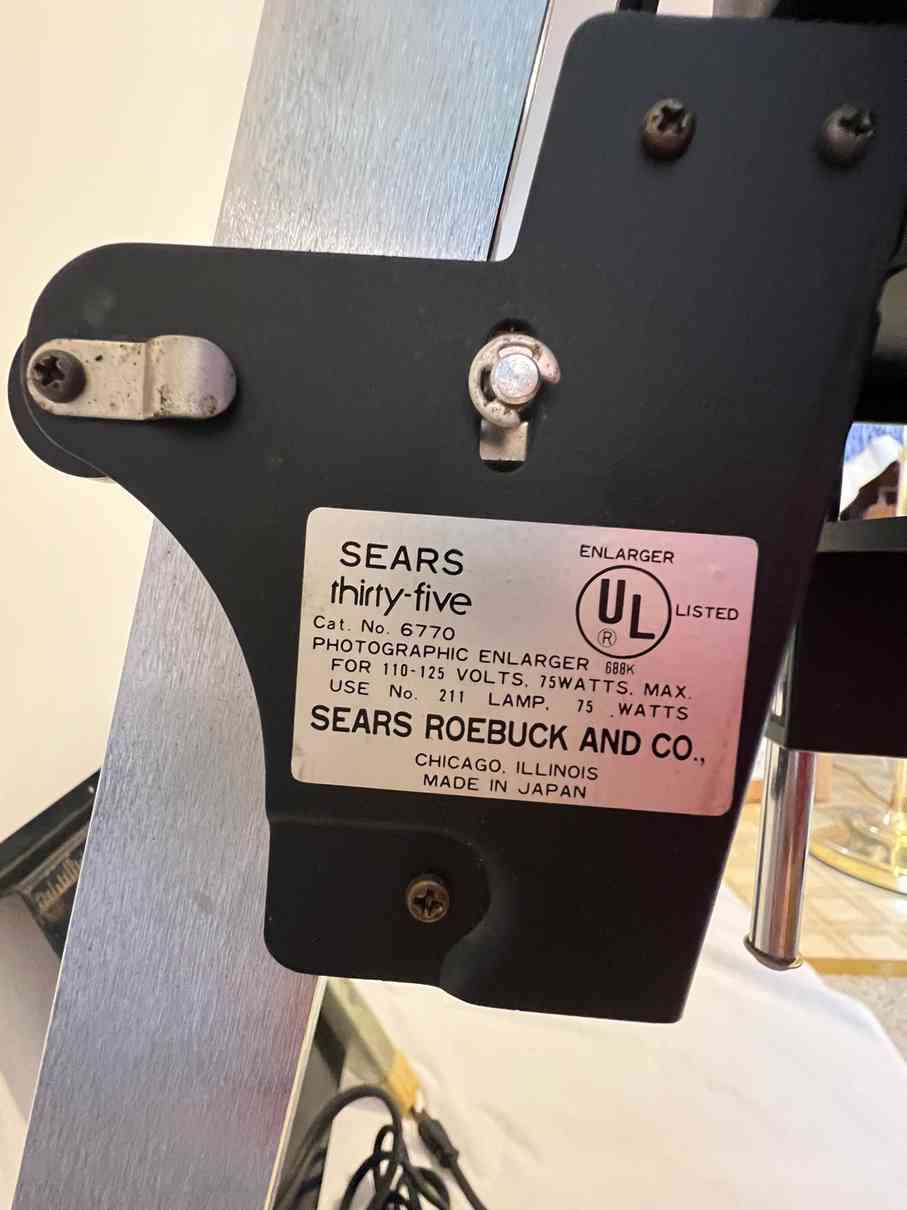 SEARS
thirty-five
ENLARGER
UL
®
LISTED
688K
Cat. No. 6770
PHOTOGRAPHIC ENLARGER
FOR 110-125 VOLTS, 75WATTS, MAX.
USE No. 211 LAMP, 75 .WATTS
SEARS ROEBUCK AND CO.,
CHICAGO, ILLINOIS
MADE IN JAPAN